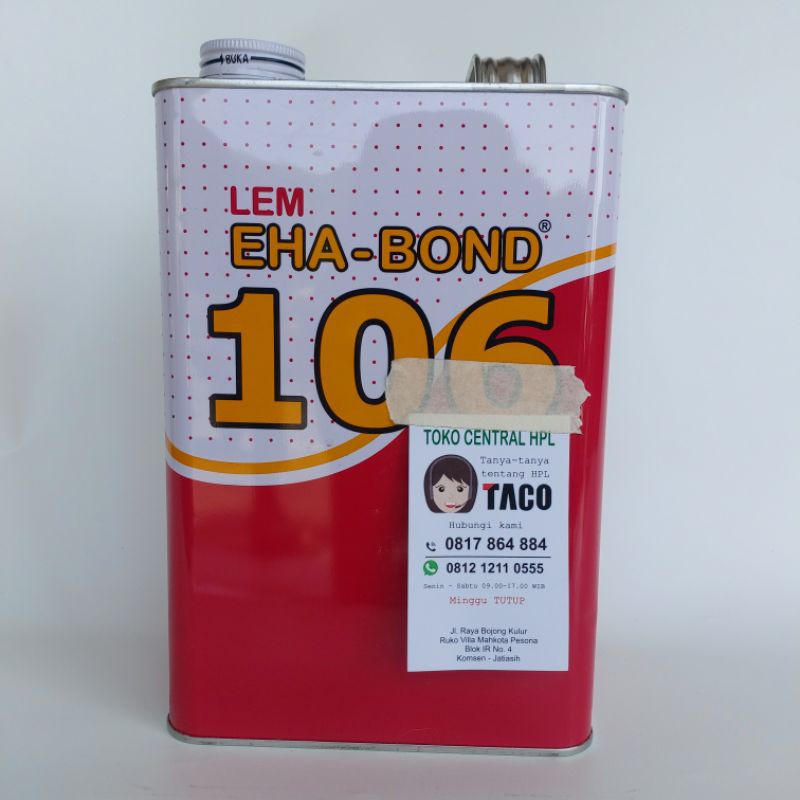 BUKA
LEM
EHA-BOND®
106
TOKO CENTRAL HPL
Tanya-tanya
tentang HPL
TACO
Hubungi kami
0817 864 884
0812 1211 0555
Senin - Sabtu 09.00-17.00 WIB
Minggu TUTUP
Jl. Raya Bojong Kulur
Ruko Villa Mahkota Pesona
Blok IR No. 4
Komsen - Jatiasih